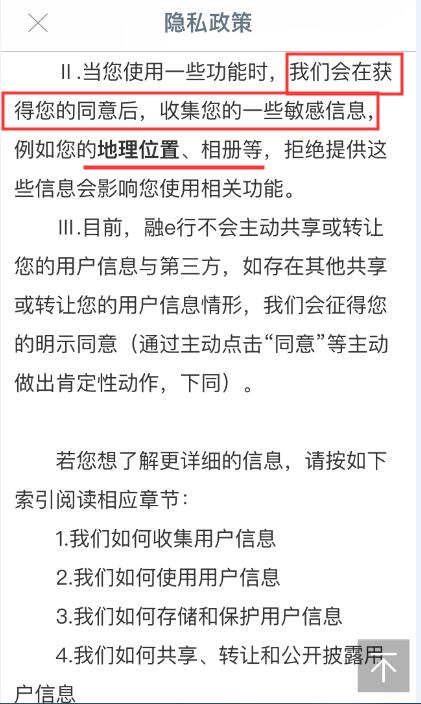 隐私政策
Ⅱ.当您使用一些功能时，我们会在获
得您的同意后，收集您的一些敏感信息，
例如您的地理位置、相册等，拒绝提供这
些信息会影响您使用相关功能。
Ⅲ.目前，融e行不会主动共享或转让
您的用户信息与第三方，如存在其他共享
或转让您的用户信息情形，我们会征得您
的明示同意（通过主动点击“同意”等主动
做出肯定性动作，下同）。
若您想了解更详细的信息，请按如下
索引阅读相应章节：
1.我们如何收集用户信息
2.我们如何使用用户信息
3.我们如何存储和保护用户信息
4.我们如何共享、转让和公开披露用
户信息